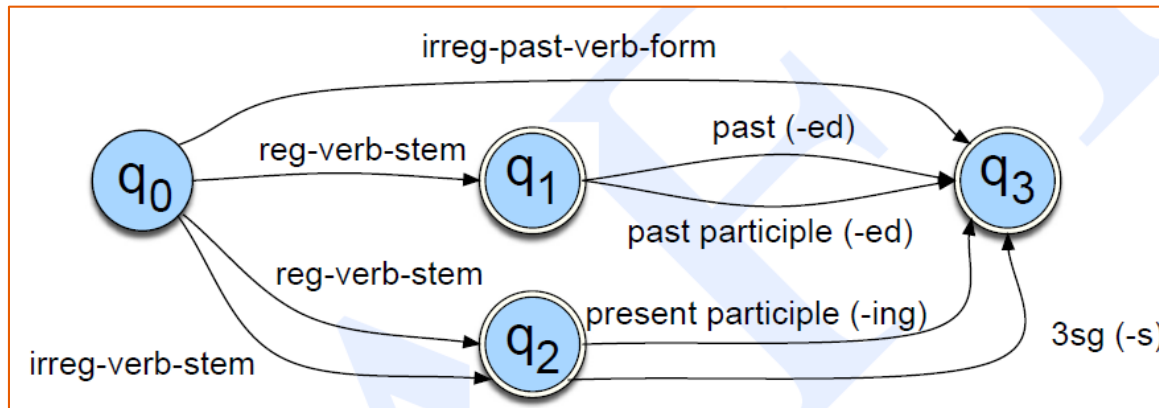 irreg-past-verb-form
past (-ed)
reg-verb-stem
q0
q1
q3
past participle (-ed)
reg-verb-stem
present participle (-ing)
q2
3sg (-s)
irreg-verb-stem